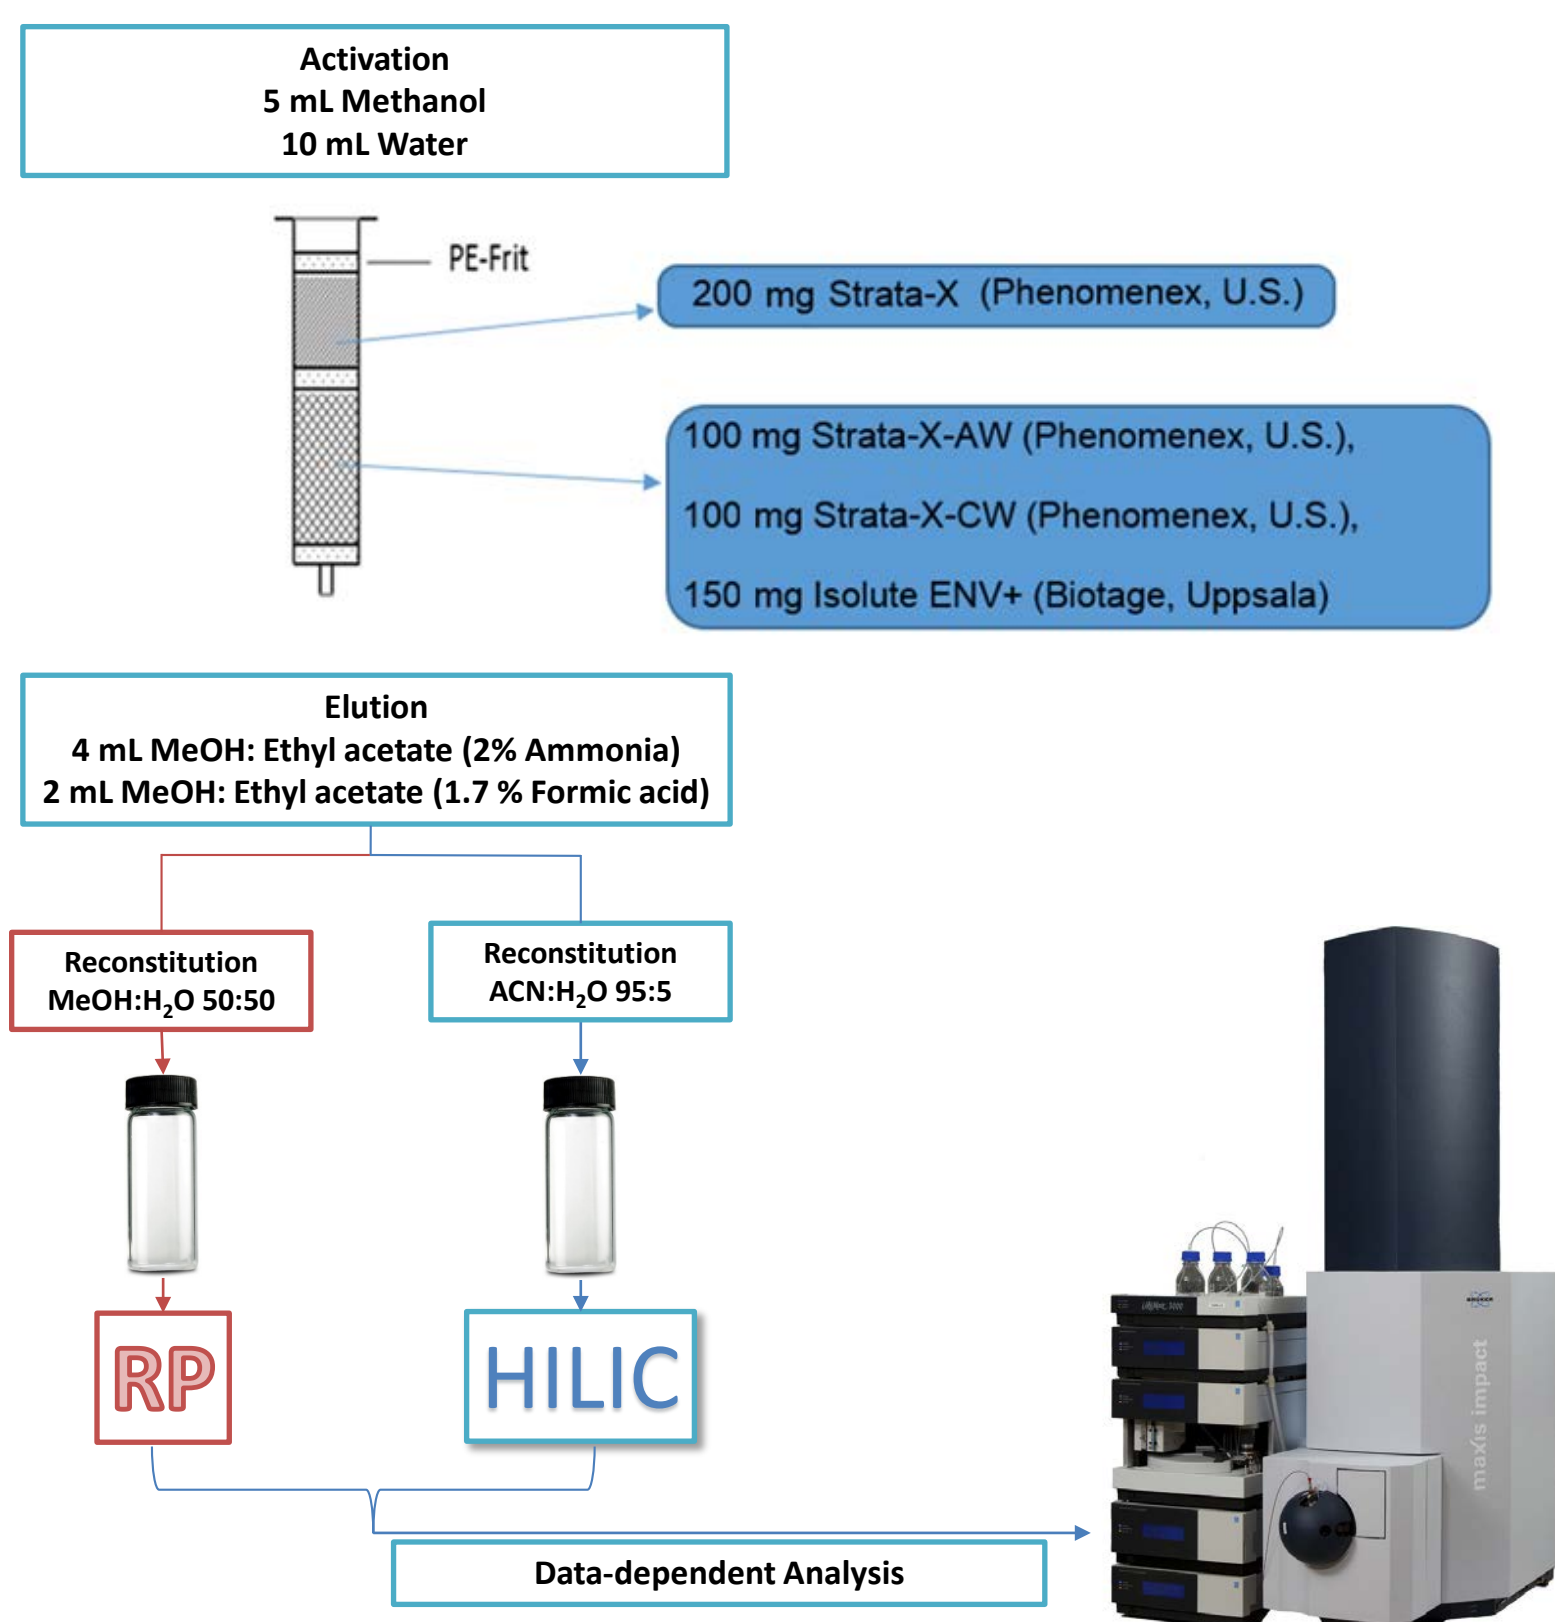 Activation
5 mL Methanol
10 mL Water
PE-Frit
200 mg Strata-X (Phenomenex, U.S.)
100 mg Strata-X-AW (Phenomenex, U.S.),
100 mg Strata-X-CW (Phenomenex, U.S.),
150 mg Isolute ENV+ (Biotage, Uppsala)
Elution
4 mL MeOH: Ethyl acetate (2% Ammonia)
2 mL MeOH: Ethyl acetate (1.7 % Formic acid)
Reconstitution
MeOH:H₂O 50:50
Reconstitution
ACN:H₂O 95:5
RP
HILIC
BRUKER
maxis impact
Data-dependent Analysis